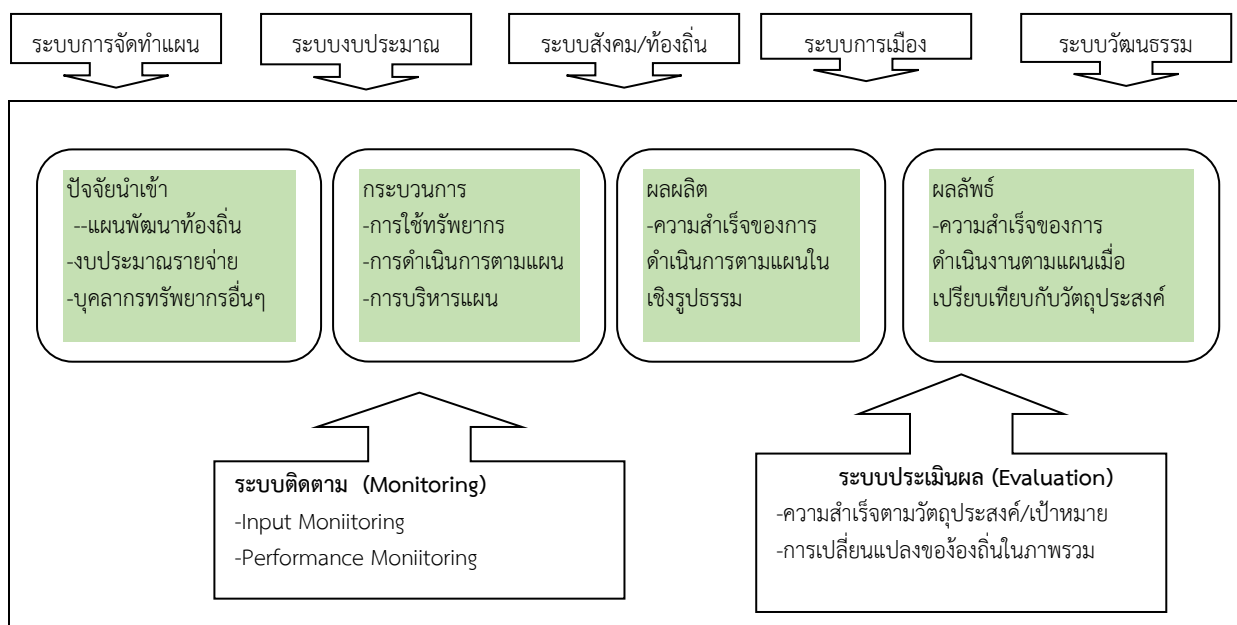 ระบบการจัดทำแผน
ระบบงบประมาณ
ระบบสังคม/ท้องถิ่น
ระบบการเมือง
ระบบวัฒนธรรม
ปัจจัยนำเข้า
--แผนพัฒนาท้องถิ่น
-งบประมาณรายจ่าย
-บุคลากรทรัพยากรอื่นๆ
กระบวนการ
-การใช้ทรัพยากร
-การดำเนินการตามแผน
-การบริหารแผน
ผลผลิต
-ความสำเร็จของการ
ดำเนินการตามแผนใน
เชิงรูปธรรม
ผลลัพธ์
-ความสำเร็จของการ
ดำเนินงานตามแผนเมื่อ
เปรียบเทียบกับวัตถุประสงค์
ระบบติดตาม (Monitoring)
-Input Moniitoring
-Performance Moniitoring
ระบบประเมินผล (Evaluation)
-ความสำเร็จตามวัตถุประสงค์/เป้าหมาย
-การเปลี่ยนแปลงของ้องถิ่นในภาพรวม